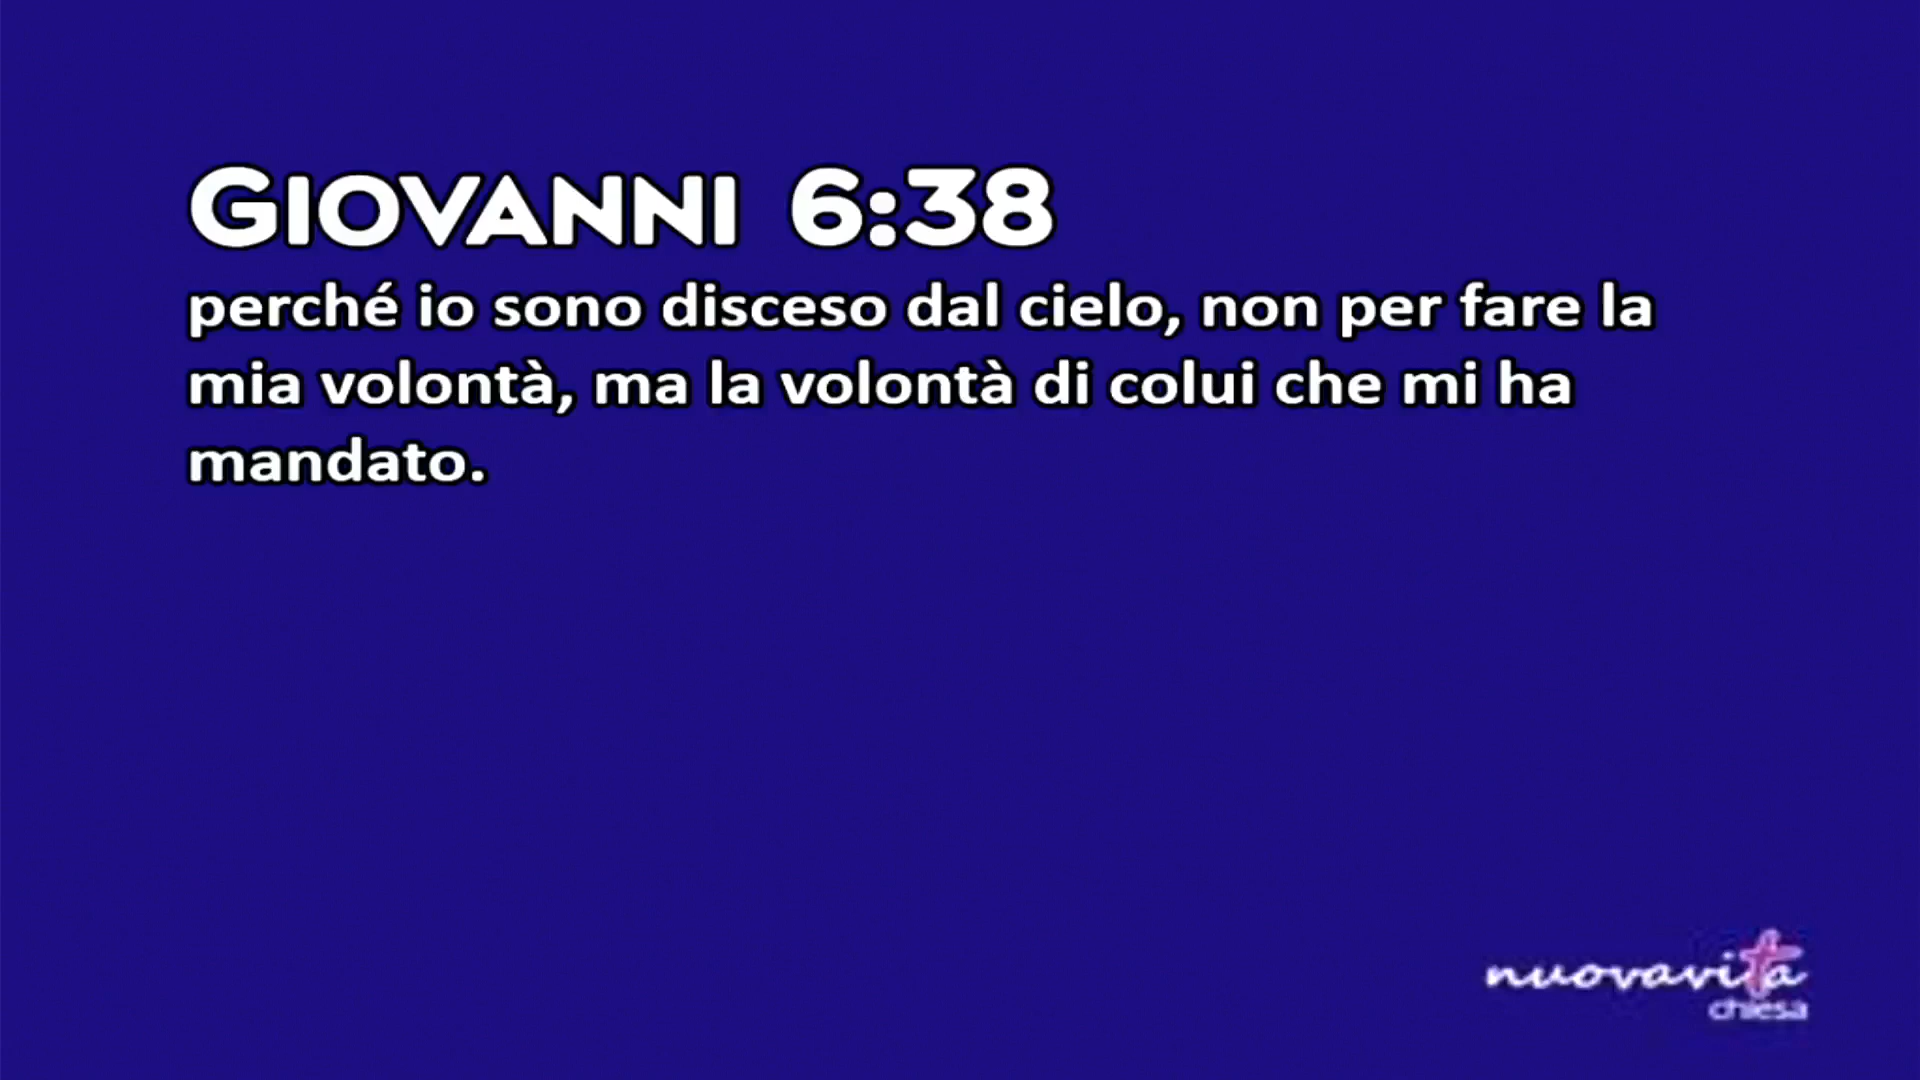 GIOVANNI 6:38
perché io sono disceso dal cielo, non per fare la
mia volontà, ma la volontà di colui che mi ha
mandato.
nuovavita
chiesa